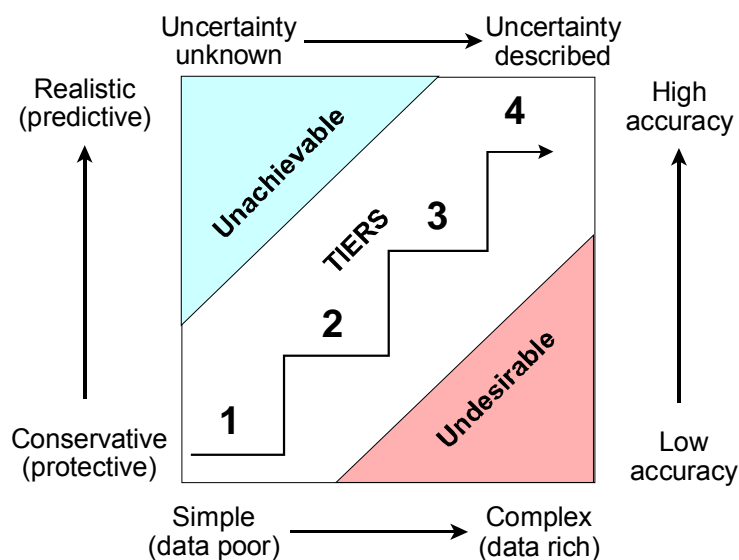 Uncertainty
unknown
Uncertainty
described
Realistic
(predictive)
High
accuracy
Unachievable
TIERS
4
3
2
1
Undesirable
Conservative
(protective)
Low
accuracy
Simple
(data poor)
Complex
(data rich)